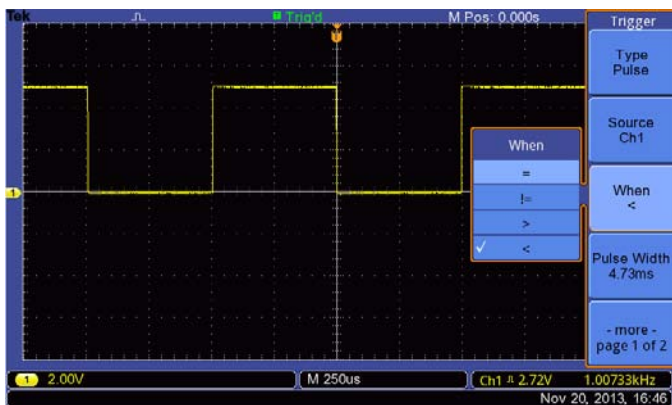 Tek
T Trig'd
M Pos: 0.000s
T
Trigger
Type
Pulse
Source
Ch1
When
=
!=
>
✓ <
When
<
Pulse Width
4.73ms
- more -
page 1 of 2
1
1 2.00V
M 250us
Ch1 2.72V
1.00733kHz
Nov 20, 2013, 16:46